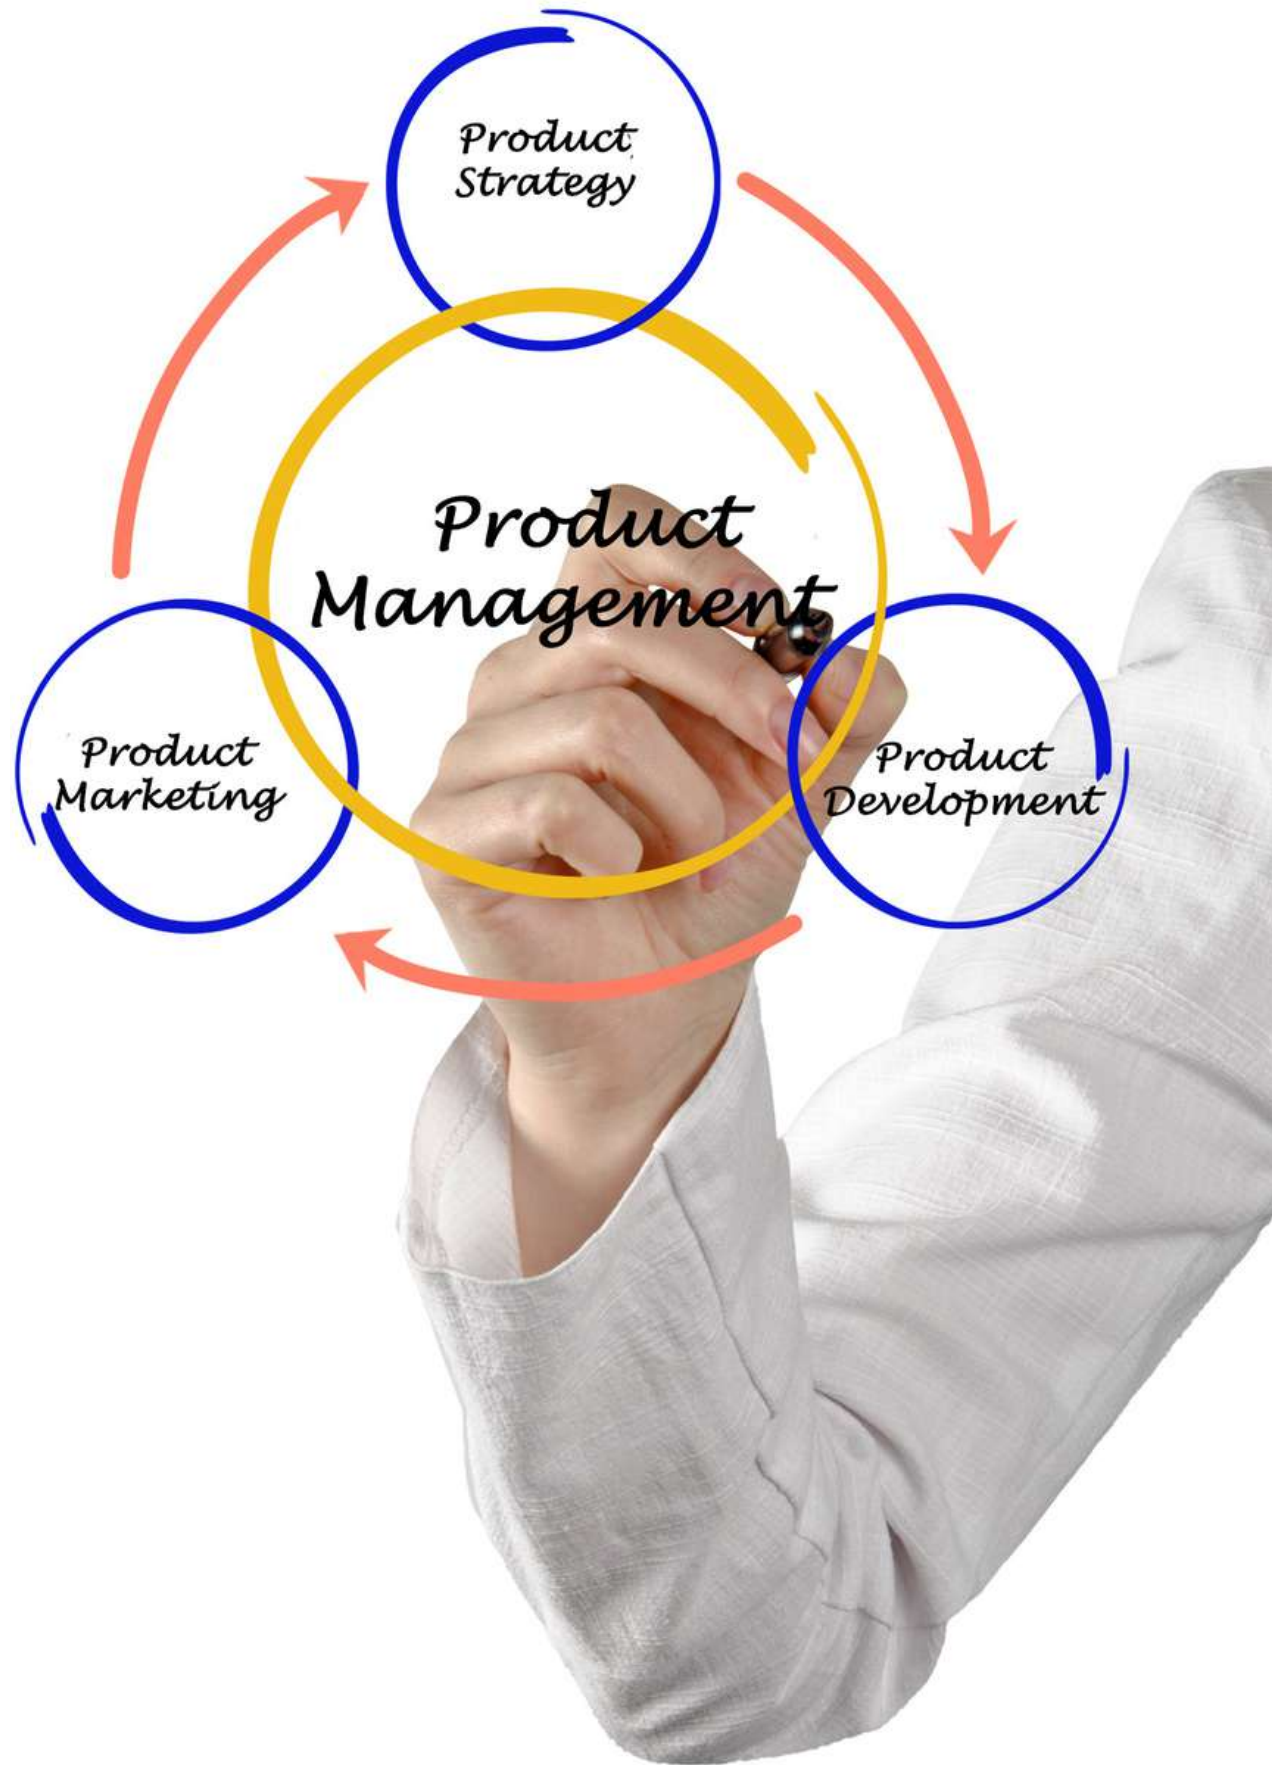 Product
Strategy
Product
Management
Product
Marketing
Product
Development